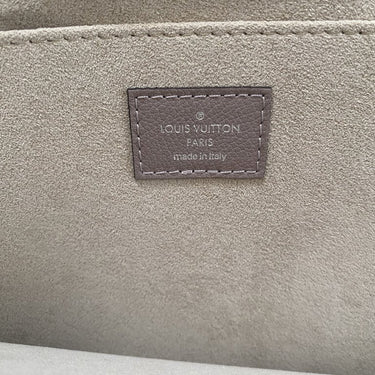 ®
LOUIS VUITTON
PARIS
made in Italy